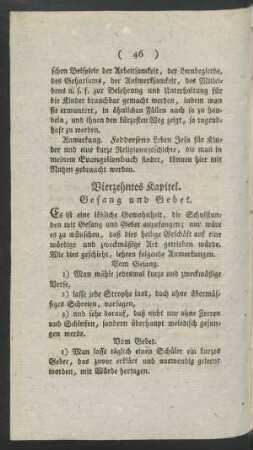 ( 46 )
schen Beispiele der Arbeitsamkeit, der Lernbegierde,
des Gehorsams, der Aufmerksamkeit, des Mitlei-
dens u. s. f. zur Belehrung und Unterhaltung für
die Kinder brauchbar gemacht werden, indem man
sie ermuntert, in ähnlichen Fällen auch so zu han-
deln, und ihnen den kürzesten Weg zeigt, so tugend-
haft zu werden.
Anmerkung. Feddersens Leben Jesu für Kin-
der und eine kurze Religionsgeschichte, die man in
meinem Evangelienbuch findet, können hier mit
Nutzen gebraucht werden.
Vierzehntes Kapitel.
Gesang und Gebet.
Es ist eine löbliche Gewohnheit, die Schulstun-
den mit Gesang und Gebet anzufangen; nur wäre
es zu wünschen, daß dies heilige Geschäft auf eine
würdige und zweckmäßige Art getrieben würde.
Wie dies geschieht, lehren folgende Anmerkungen.
Vom Gesang.
1) Man wähle jedesmal kurze und zweckmäßige
Verse,
2) lasse jede Strophe laut, doch ohne übermäs-
siges Schreien, vorsagen,
3) und sehe darauf, daß nicht nur ohne Zerren
und Schleifen, sondern überhaupt melodisch gesun-
gen werde.
Vom Gebet.
1) Man lasse täglich einen Schüler ein kurzes
Gebet, das zuvor erklärt und auswendig gelernt
worden, mit Würde hersagen.